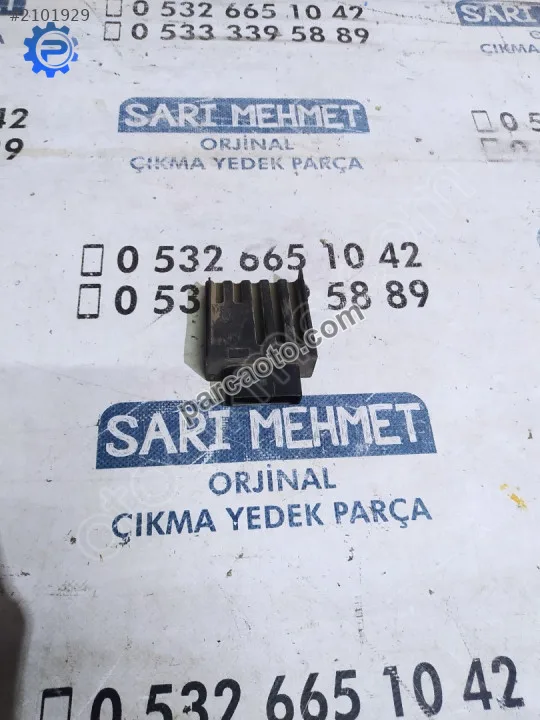 #2101929
0 532 665 10 42
0 533 339 58 89
SARI MEHMET
ORJİNAL
ÇIKMA YEDEK PARÇA
42
89
0 5
0 532 665 10 42
0 53 58 89
parcaoto.com
SARI MEHMET
ORJİNAL
ÇIKMA YEDEK PARÇA
0 532 665 10 42